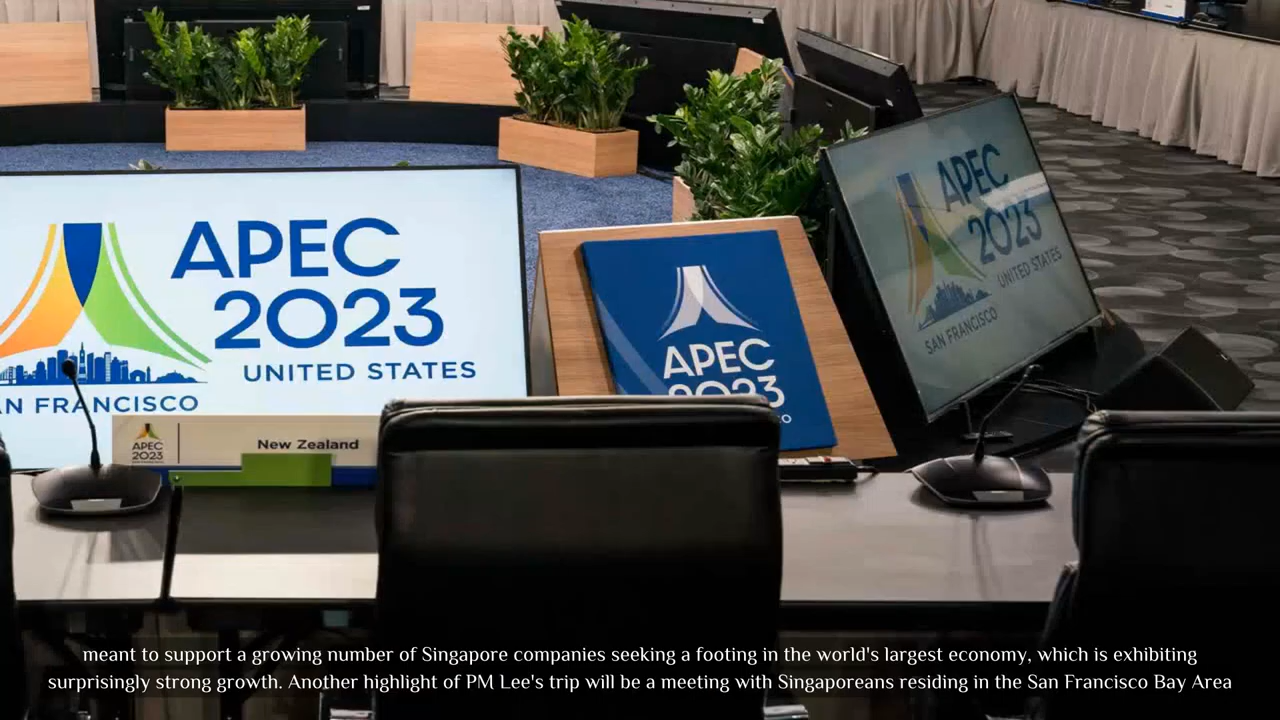 APEC
2023
UNITED STATES
AN FRANCISCO
APEC
2023
APEC
2023
UNITED STATES
SAN FRANCISCO
APEC
2023
New Zealand
meant to support a growing number of Singapore companies seeking a footing in the world's largest economy, which is exhibiting
surprisingly strong growth. Another highlight of PM Lee's trip will be a meeting with Singaporeans residing in the San Francisco Bay Area